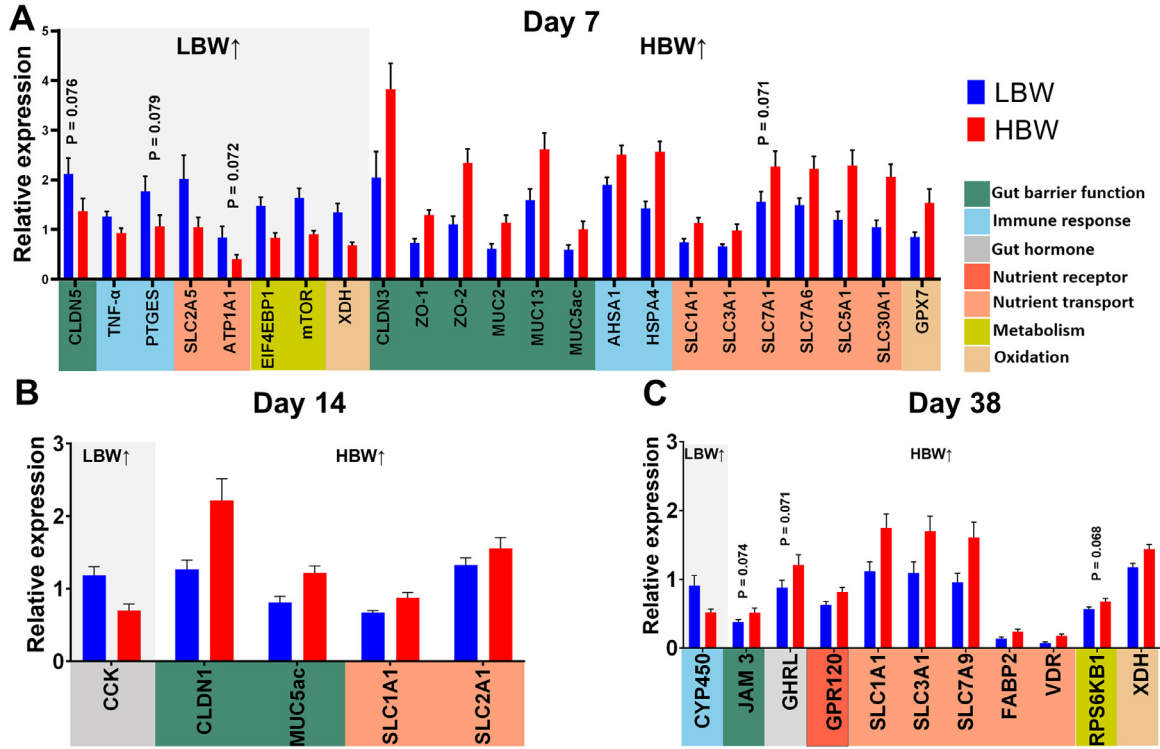 A
Day 7
Relative expression
5
4
3
2
1
0
LBW↑
HBW↑
P = 0.076
P = 0.079
P = 0.072
P = 0.071
CLDN5
TNF-α
PTGES
SLC2A5
ATP1A1
EIF4EBP1
mTOR
XDH
CLDN3
ZO-1
ZO-2
MUC2
MUC13
MUC5ac
AHSA1
HSPA4
SLC1A1
SLC3A1
SLC7A1
SLC7A6
SLC5A1
SLC30A1
GPX7
LBW
HBW
Gut barrier function
Immune response
Gut hormone
Nutrient receptor
Nutrient transport
Metabolism
Oxidation
B
Day 14
Relative expression
3
2
1
0
LBW↑
HBW↑
CCK
CLDN1
MUC5ac
SLC1A1
SLC2A1
C
Day 38
Relative expression
3
2
1
0
LBW↑
HBW↑
P = 0.074
P = 0.071
P = 0.068
CYP450
JAM 3
GHRL
GPR120
SLC1A1
SLC3A1
SLC7A9
FABP2
VDR
RPS6KB1
XDH